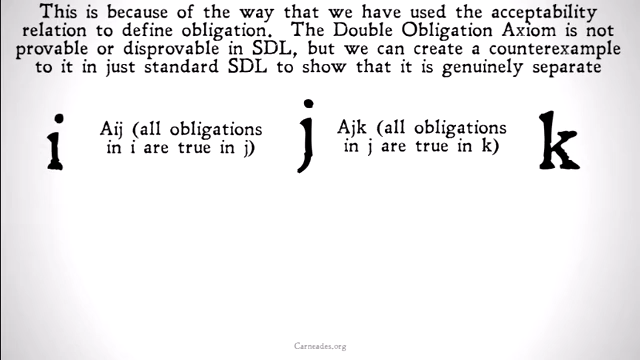 This is because of the way that we have used the acceptability
relation to define obligation. The Double Obligation Axiom is not
provable or disprovable in SDL, but we can create a counterexample
to it in just standard SDL to show that it is genuinely separate
i
Aij (all obligations
in i are true in j)
j
Ajk (all obligations
in j are true in k)
k
Carneades.org